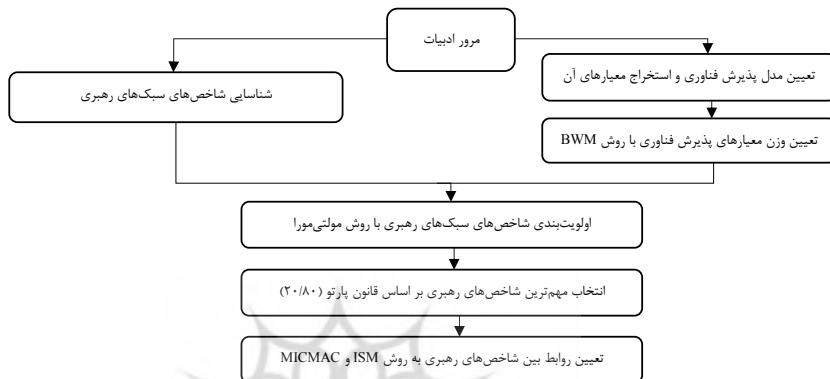 مرور ادبیات
تعیین مدل پذیرش فناوری و استخراج معیارهای آن
شناسایی شاخص‌های سبک‌های رهبری
تعیین وزن معیارهای پذیرش فناوری با روش BWM
اولویت‌بندی شاخص‌های سبک‌های رهبری با روش مولتی‌مورا
انتخاب مهم‌ترین شاخص‌های رهبری بر اساس قانون پارتو (۲۰/۸۰)
تعیین روابط بین شاخص‌های رهبری به روش ISM و MICMAC